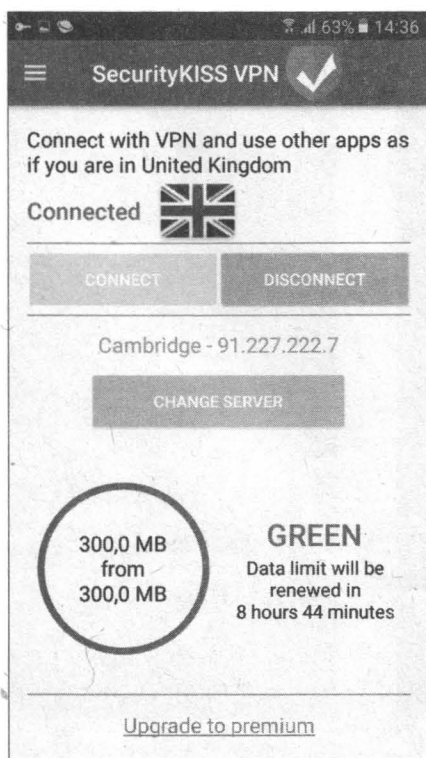 63% 14:36
SecurityKISS VPN
Connect with VPN and use other apps as
if you are in United Kingdom
Connected
CONNECT DISCONNECT
Cambridge - 91.227.222.7
CHANGE SERVER
300,0 MB
from
300,0 MB
GREEN
Data limit will be
renewed in
8 hours 44 minutes
Upgrade to premium